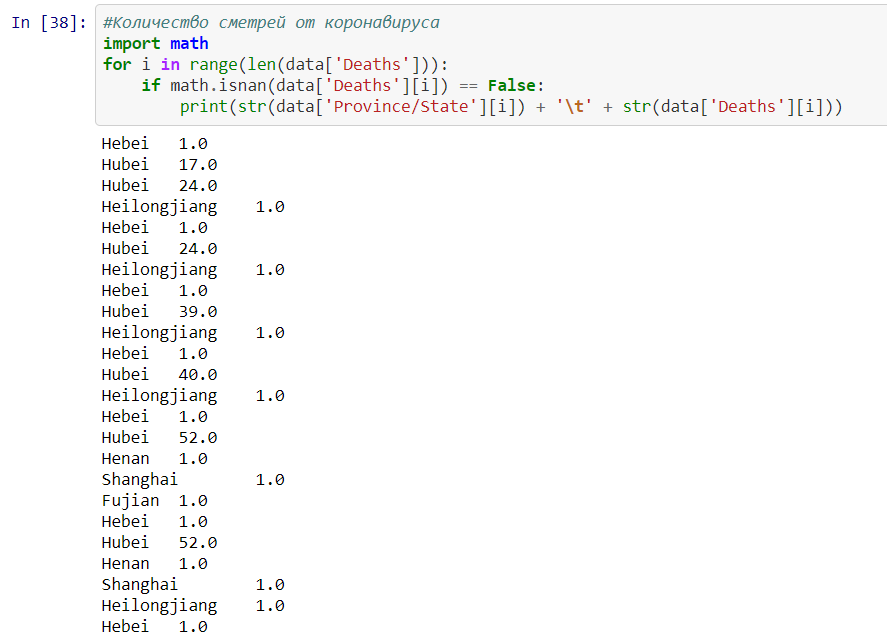 In [38]: #Количество сметрей от коронавируса
import math
for i in range(len(data['Deaths'])):
    if math.isnan(data['Deaths'][i]) == False:
        print(str(data['Province/State'][i]) + '\t' + str(data['Deaths'][i]))
Hebei 1.0
Hubei 17.0
Hubei 24.0
Heilongjiang 1.0
Hebei 1.0
Hubei 24.0
Heilongjiang 1.0
Hebei 1.0
Hubei 39.0
Heilongjiang 1.0
Hebei 1.0
Hubei 40.0
Heilongjiang 1.0
Hebei 1.0
Hubei 52.0
Henan 1.0
Shanghai 1.0
Fujian 1.0
Hebei 1.0
Hubei 52.0
Henan 1.0
Shanghai 1.0
Heilongjiang 1.0
Hebei 1.0